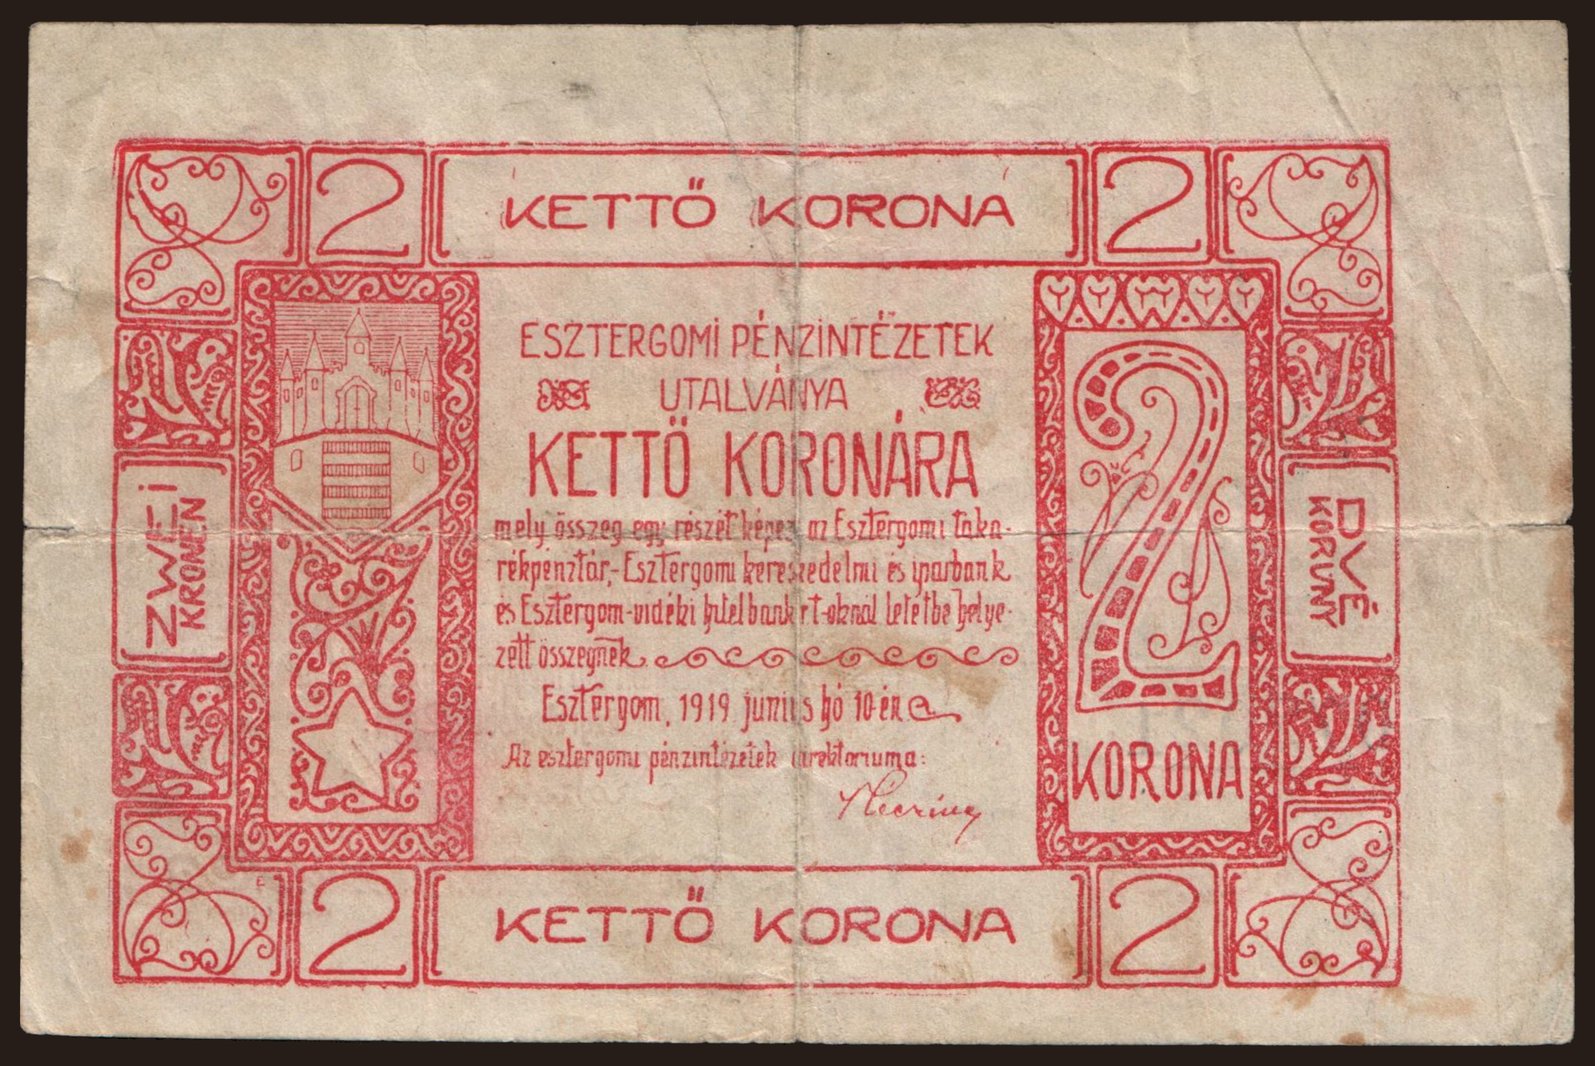 2 KETTŐ KORONA 2
ESZTERGOMI PÉNZINTÉZETEK
UTALVÁNYA
KETTŐ KORONÁRA
mely összeg egy részét képezi az Esztergomi taka-
rékpénztár,-Esztergomi kereskedelmi és iparbank
és Esztergom-vidéki hitelbank rt-oknál letétbe helye-
zett összegnek
Esztergom, 1919 junius hó 10-én
Az esztergomi pénzintézetek direktoriuma:
ZWEI
KRONEN
2
KORONA
DVÉ
KORUNY
2 KETTŐ KORONA 2